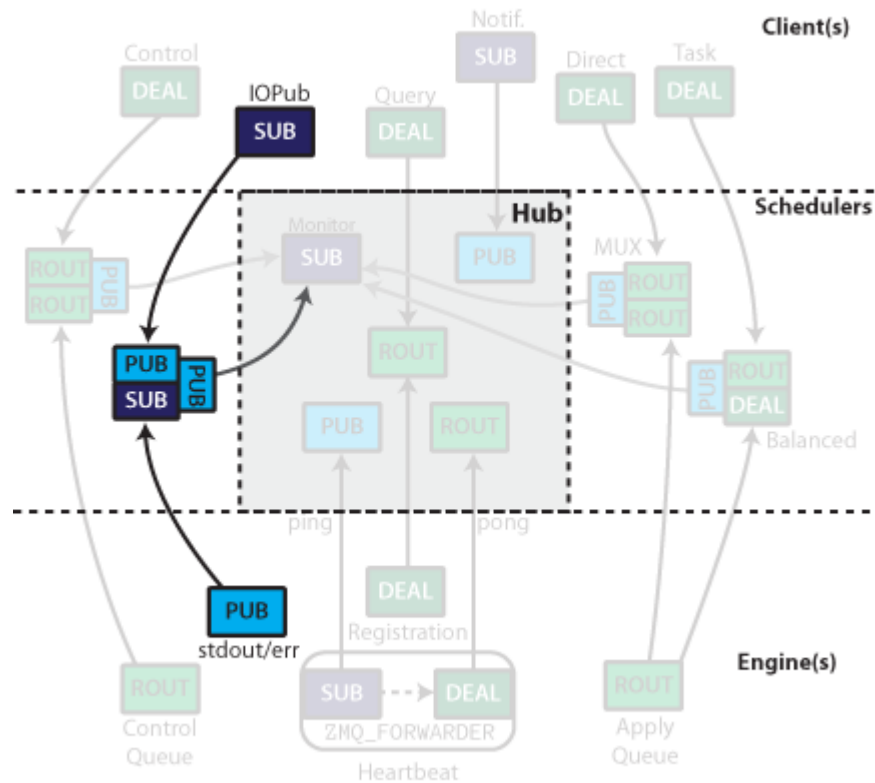 Client(s)
Notif.
SUB
Control
DEAL
IOPub
SUB
Query
DEAL
Direct
DEAL
Task
DEAL
Schedulers
Hub
Monitor
SUB
PUB
MUX
ROUT
ROUT
PUB
ROUT
ROUT
PUB
PUB
SUB
PUB
ROUT
ROUT
DEAL
PUB
Balanced
PUB
ROUT
ping
pong
PUB
stdout/err
DEAL
Registration
Engine(s)
ROUT
Control
Queue
SUB
DEAL
ZMQ_FORWARDER
Heartbeat
ROUT
Apply
Queue